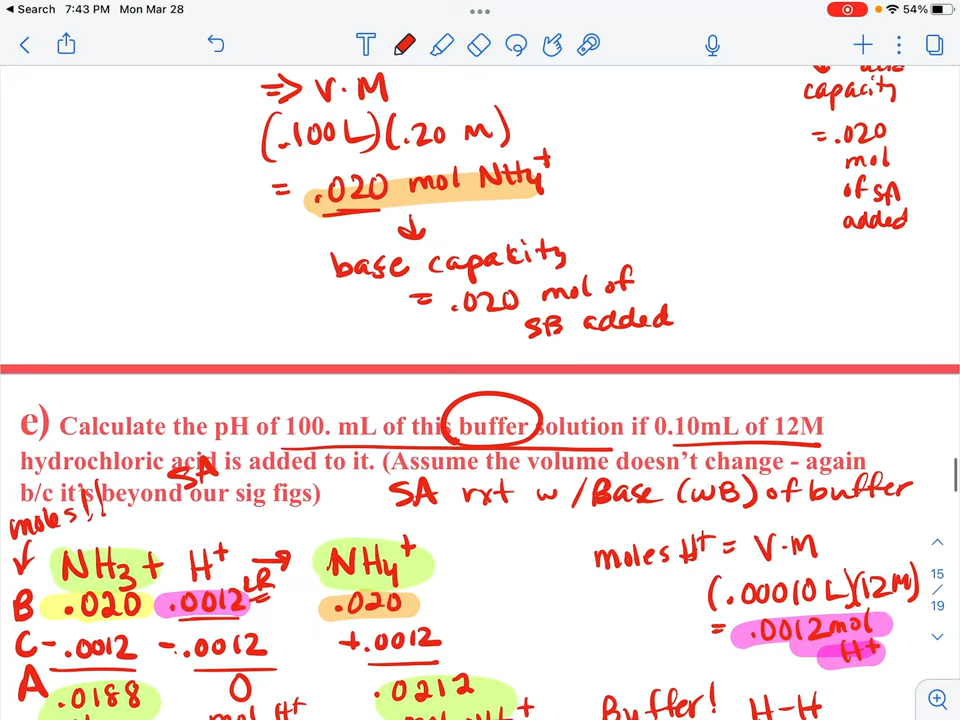 Search 7:43 PM Mon Mar 28 54%
=> V·M
(.100 L)(.20 M)
= .020 mol NH4+
↓
base capacity
= .020 mol of
SB added
capacity
= .020
mol
of SA
added
e) Calculate the pH of 100. mL of this buffer solution if 0.10mL of 12M
hydrochloric acid is added to it. (Assume the volume doesn't change - again
b/c it's beyond our sig figs)
SA
SA rxt w/Base (WB) of buffer
moles!!
↓ NH3 + H+ → NH4+
LR
B .020 .0012 .020
C -.0012 -.0012 +.0012
A .0188 0 .0212
mol H+
moles H+ = V·M
(.00010 L)(12M)
= .0012 mol
H+
Buffer! H-H
15
/
19